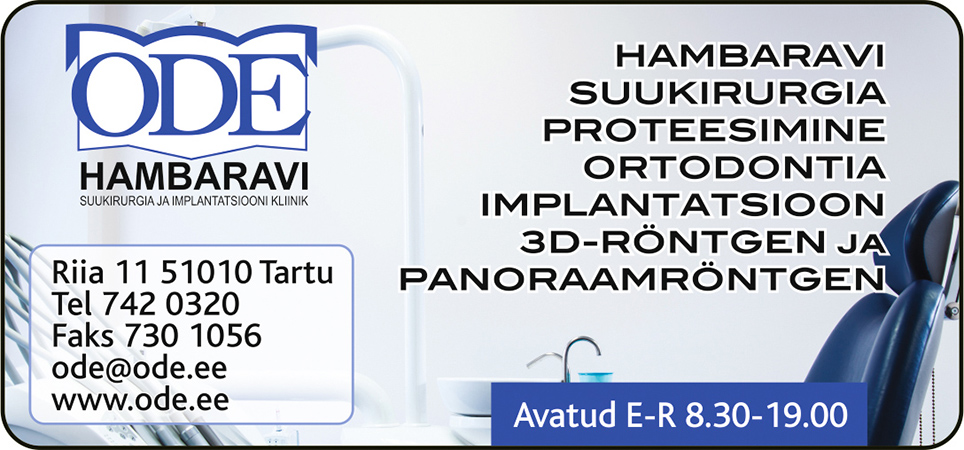 ODE
HAMBARAVI
SUUKIRURGIA JA IMPLANTATSIOONI KLIINIK
Riia 11 51010 Tartu
Tel 742 0320
Faks 730 1056
ode@ode.ee
www.ode.ee
HAMBARAVI
SUUKIRURGIA
PROTEESIMINE
ORTODONTIA
IMPLANTATSIOON
3D-RÖNTGEN JA
PANORAAMRÖNTGEN
Avatud E-R 8.30-19.00